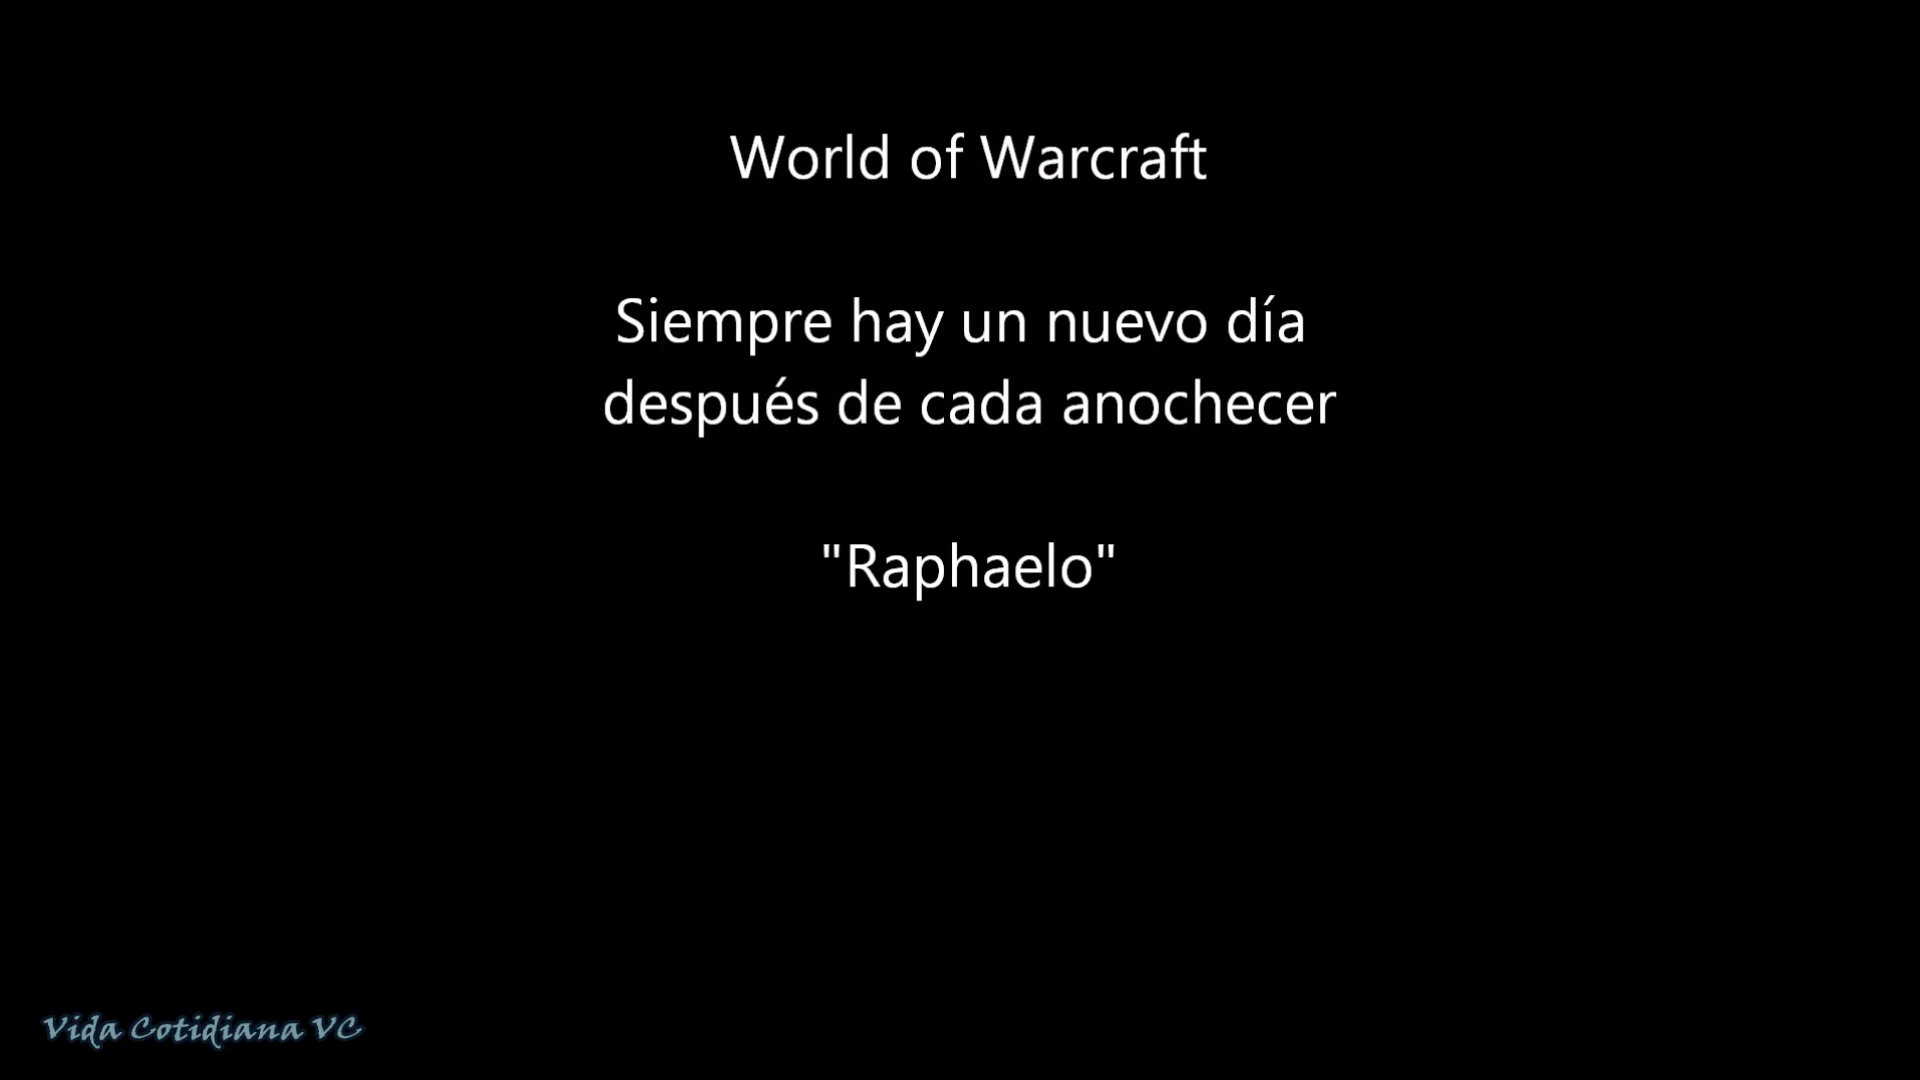 World of Warcraft
Siempre hay un nuevo día
después de cada anochecer
"Raphaelo"
Vida Cotidiana VC